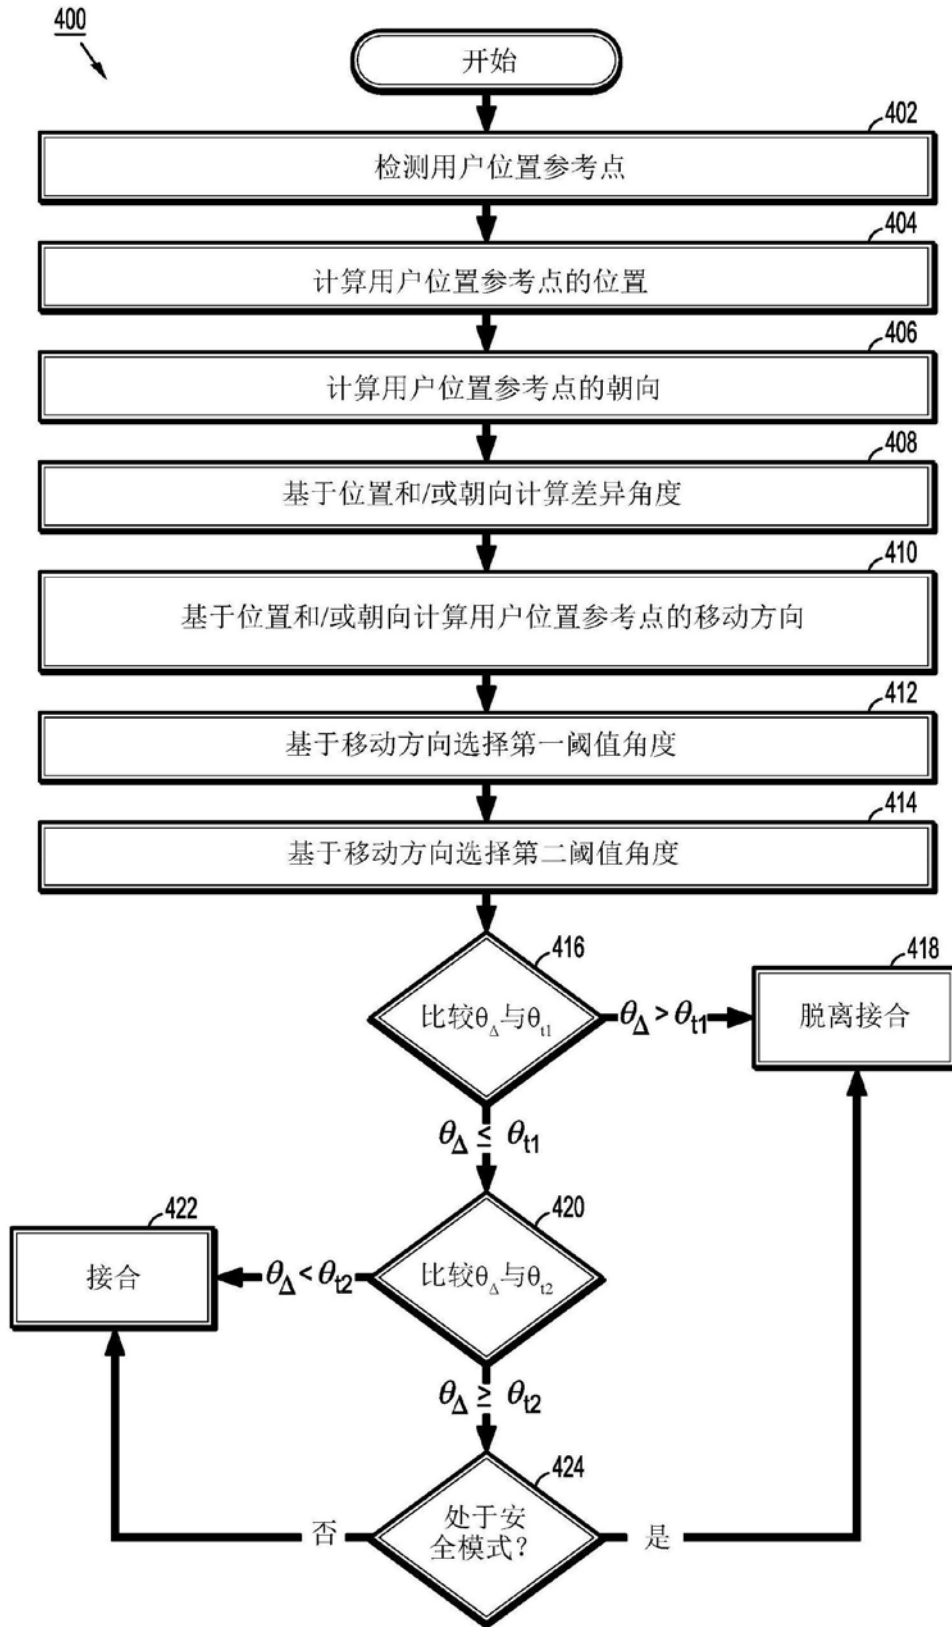 400
开始
402
检测用户位置参考点
404
计算用户位置参考点的位置
406
计算用户位置参考点的朝向
408
基于位置和/或朝向计算差异角度
410
基于位置和/或朝向计算用户位置参考点的移动方向
412
基于移动方向选择第一阈值角度
414
基于移动方向选择第二阈值角度
416
比较θΔ与θt1
θΔ > θt1
418
脱离接合
θΔ ≤ θt1
420
比较θΔ与θt2
θΔ < θt2
422
接合
θΔ ≥ θt2
424
处于安
全模式？
否
是